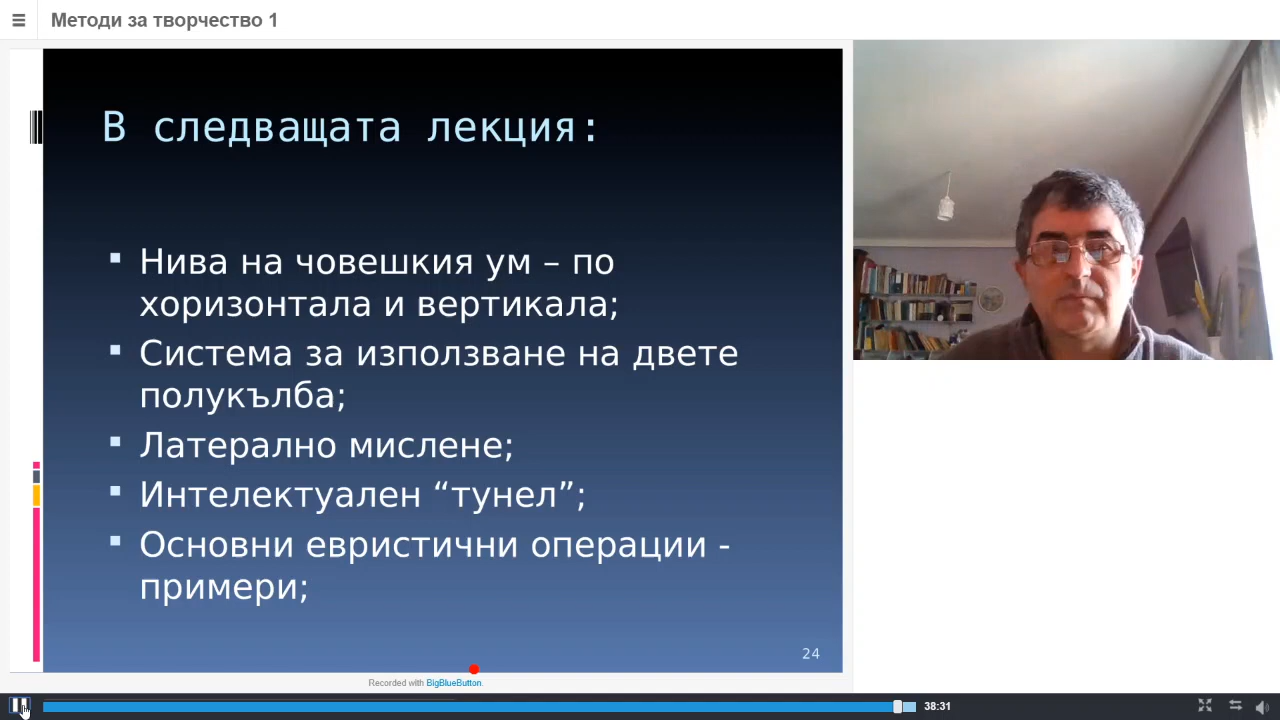 Методи за творчество 1
В следващата лекция:
Нива на човешкия ум – по
хоризонтала и вертикала;
Система за използване на двете
полукълба;
Латерално мислене;
Интелектуален “тунел”;
Основни евристични операции -
примери;
24
Recorded with BigBlueButton.
38:31